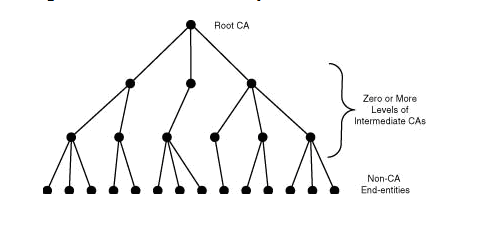 Root CA
Zero or More
Levels of
Intermediate CAs
Non-CA
End-entities